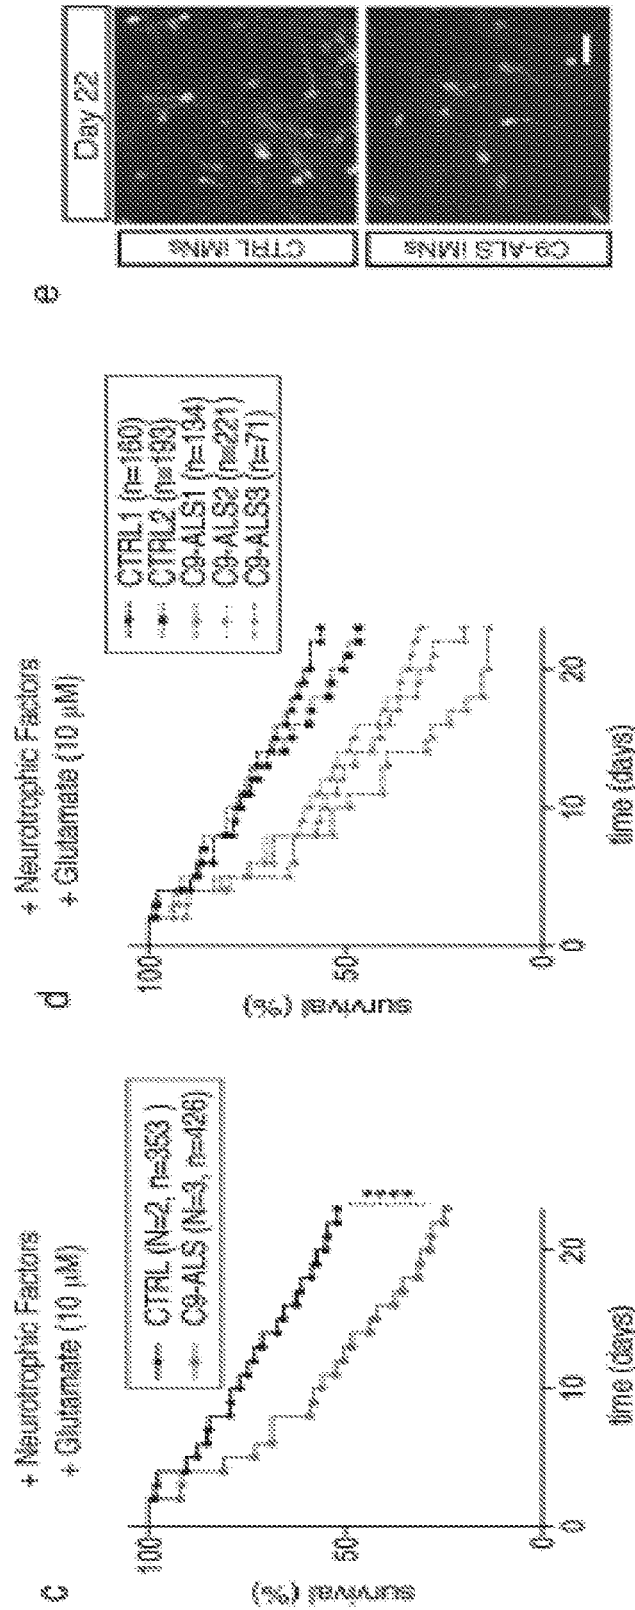 c
+ Neurotrophic Factors
+ Glutamate (10 µM)
CTRL (N=2, n=353 )
C9-ALS (N=3, n=426)
survival (%)
100
50
0
0 10 20
time (days)
****
d
+ Neurotrophic Factors
+ Glutamate (10 µM)
CTRL1 (n=160)
CTRL2 (n=193)
C9-ALS1 (n=134)
C9-ALS2 (n=221)
C9-ALS3 (n=71)
survival (%)
100
50
0
0 10 20
time (days)
e
Day 22
CTRL iMNs
C9-ALS iMNs